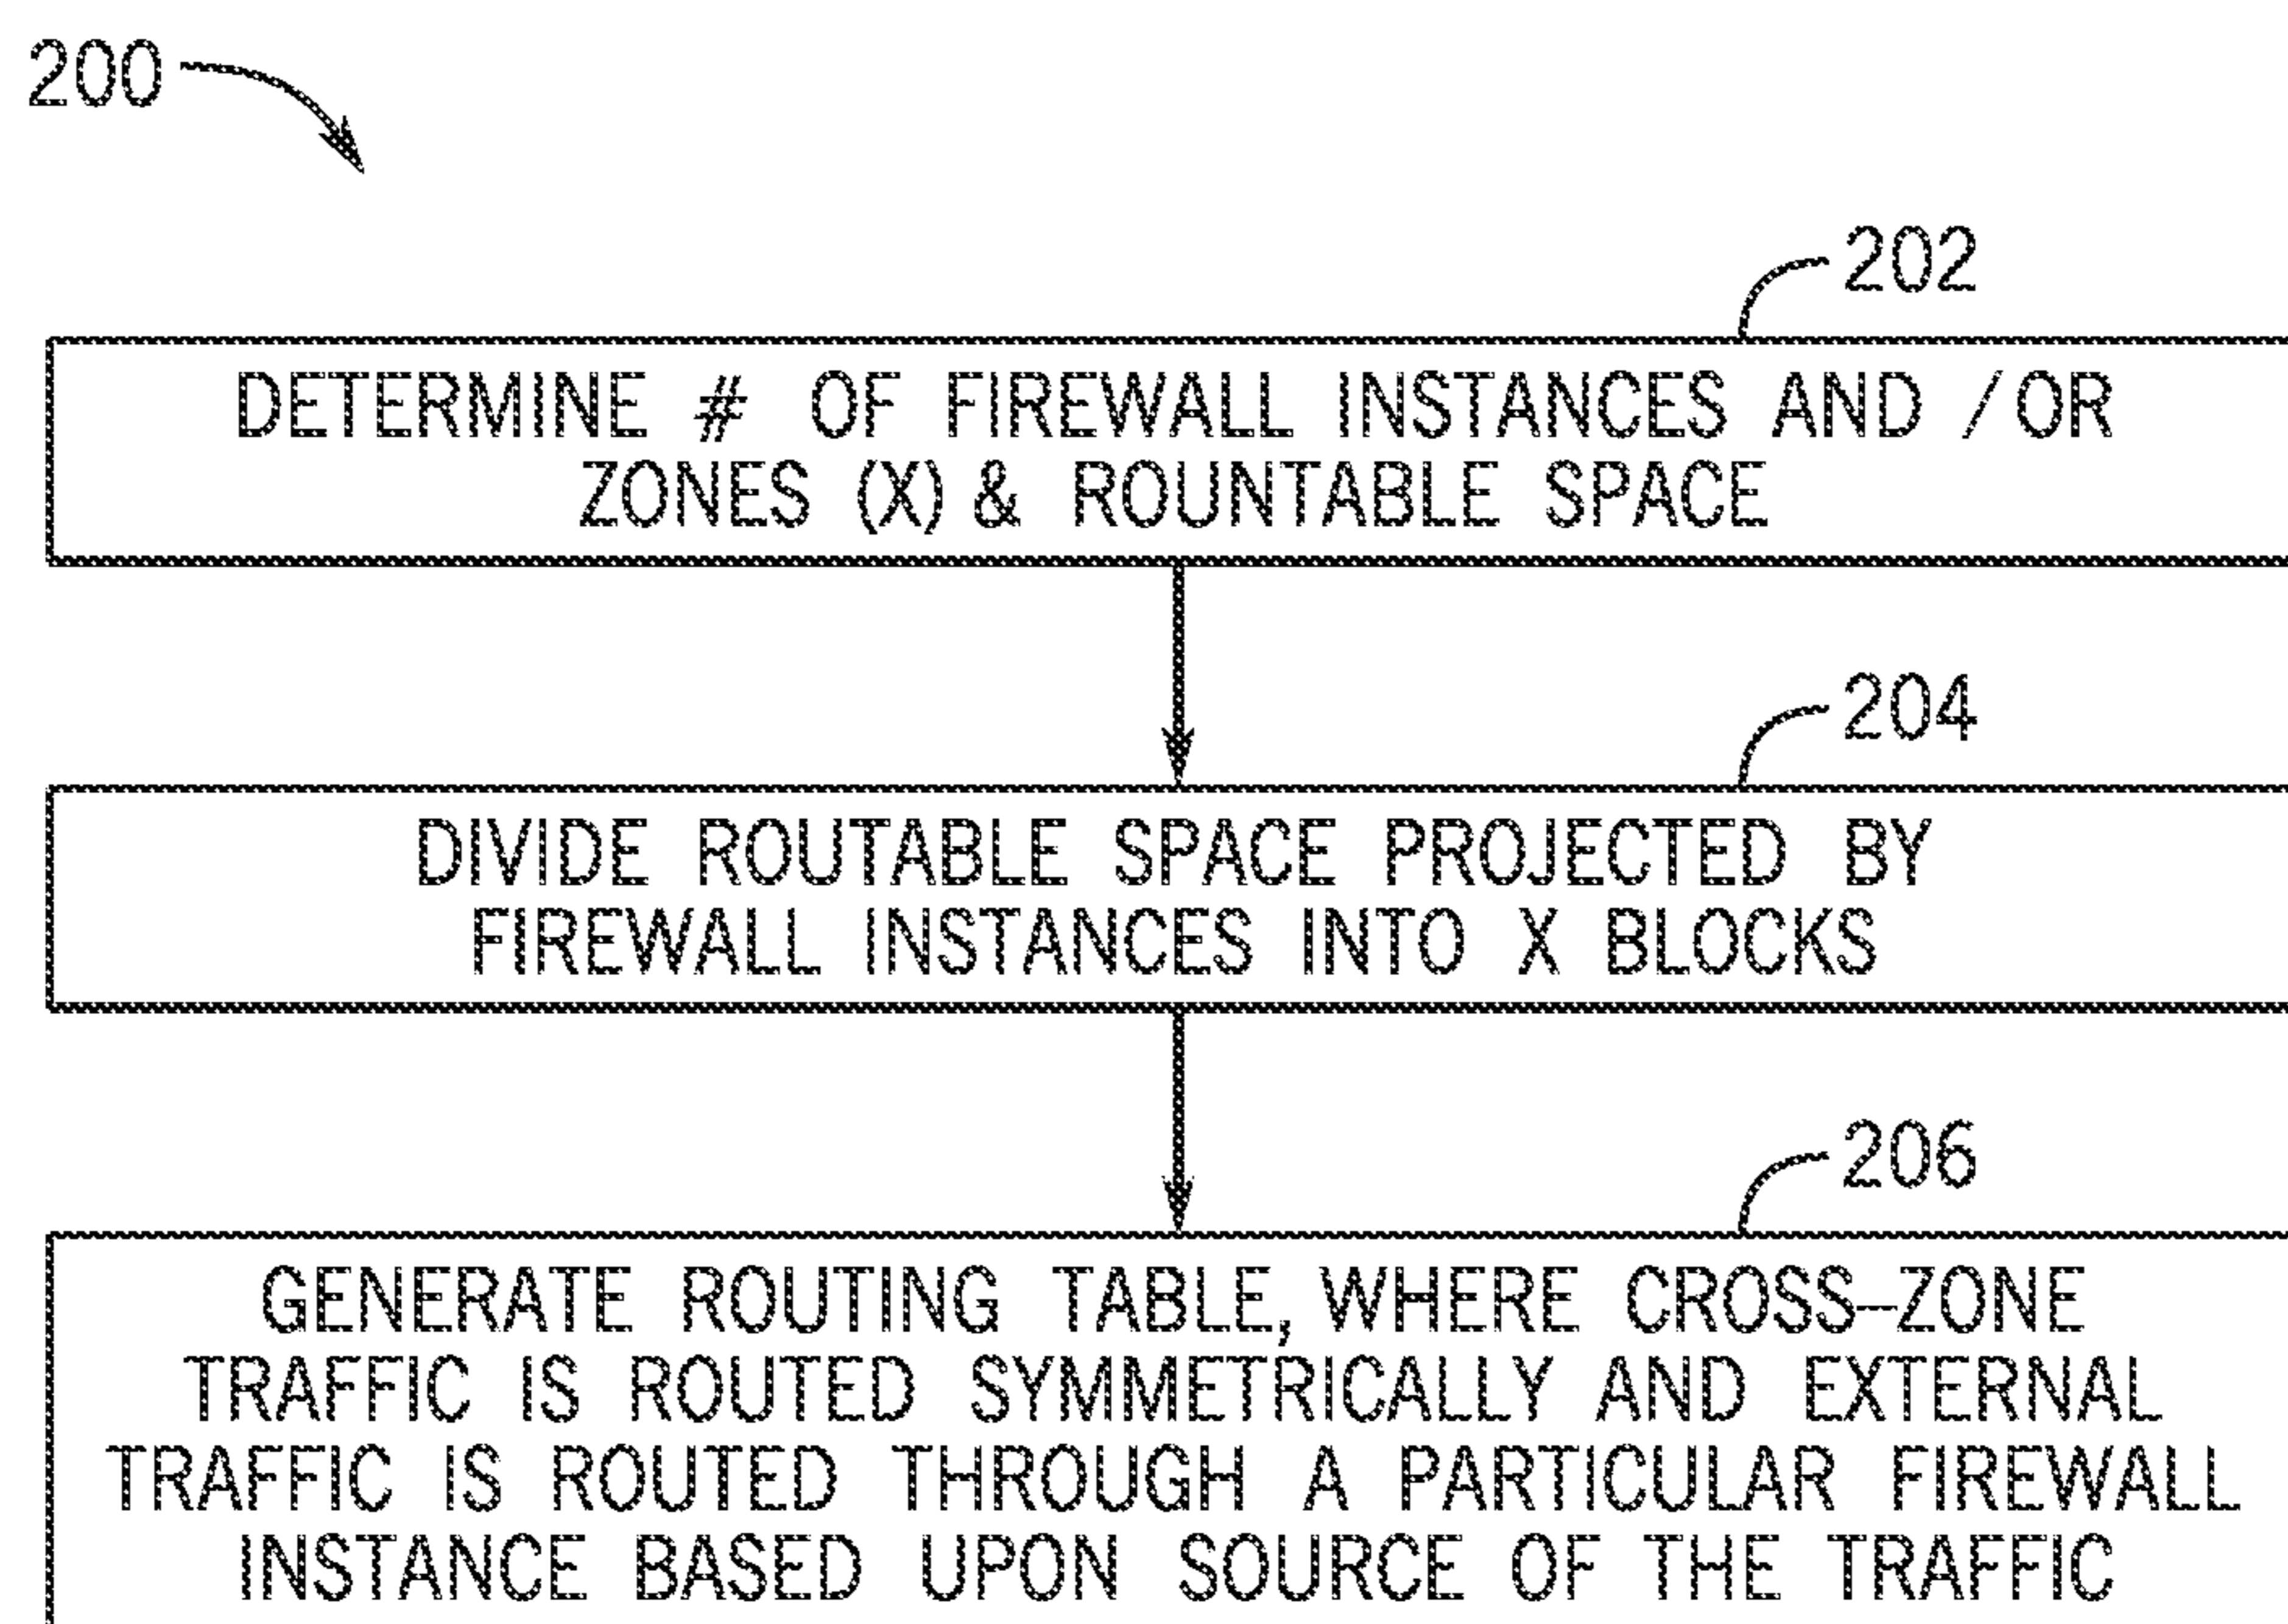 200
202
DETERMINE # OF FIREWALL INSTANCES AND /OR
ZONES (X) & ROUNTABLE SPACE
204
DIVIDE ROUTABLE SPACE PROJECTED BY
FIREWALL INSTANCES INTO X BLOCKS
206
GENERATE ROUTING TABLE, WHERE CROSS–ZONE
TRAFFIC IS ROUTED SYMMETRICALLY AND EXTERNAL
TRAFFIC IS ROUTED THROUGH A PARTICULAR FIREWALL
INSTANCE BASED UPON SOURCE OF THE TRAFFIC